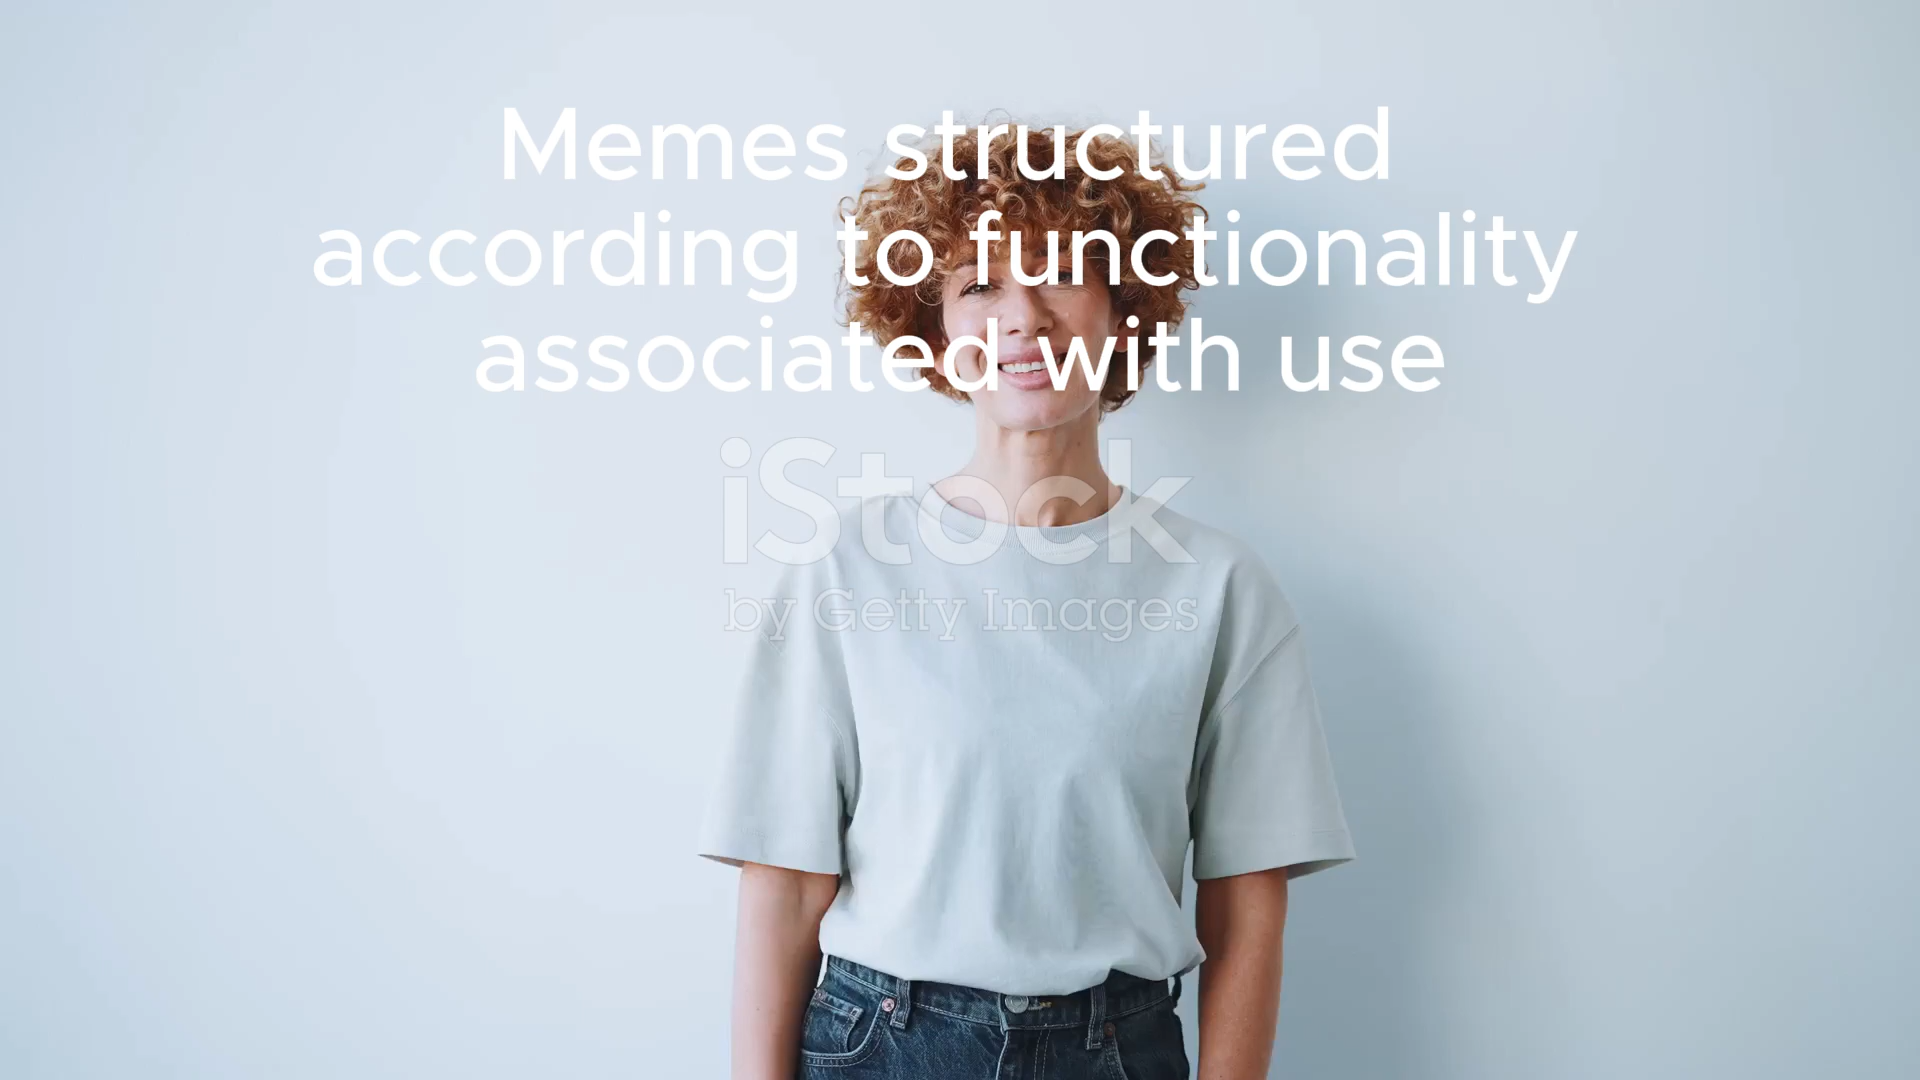 Memes structured
according to functionality
associated with use
iStock
by Getty Images